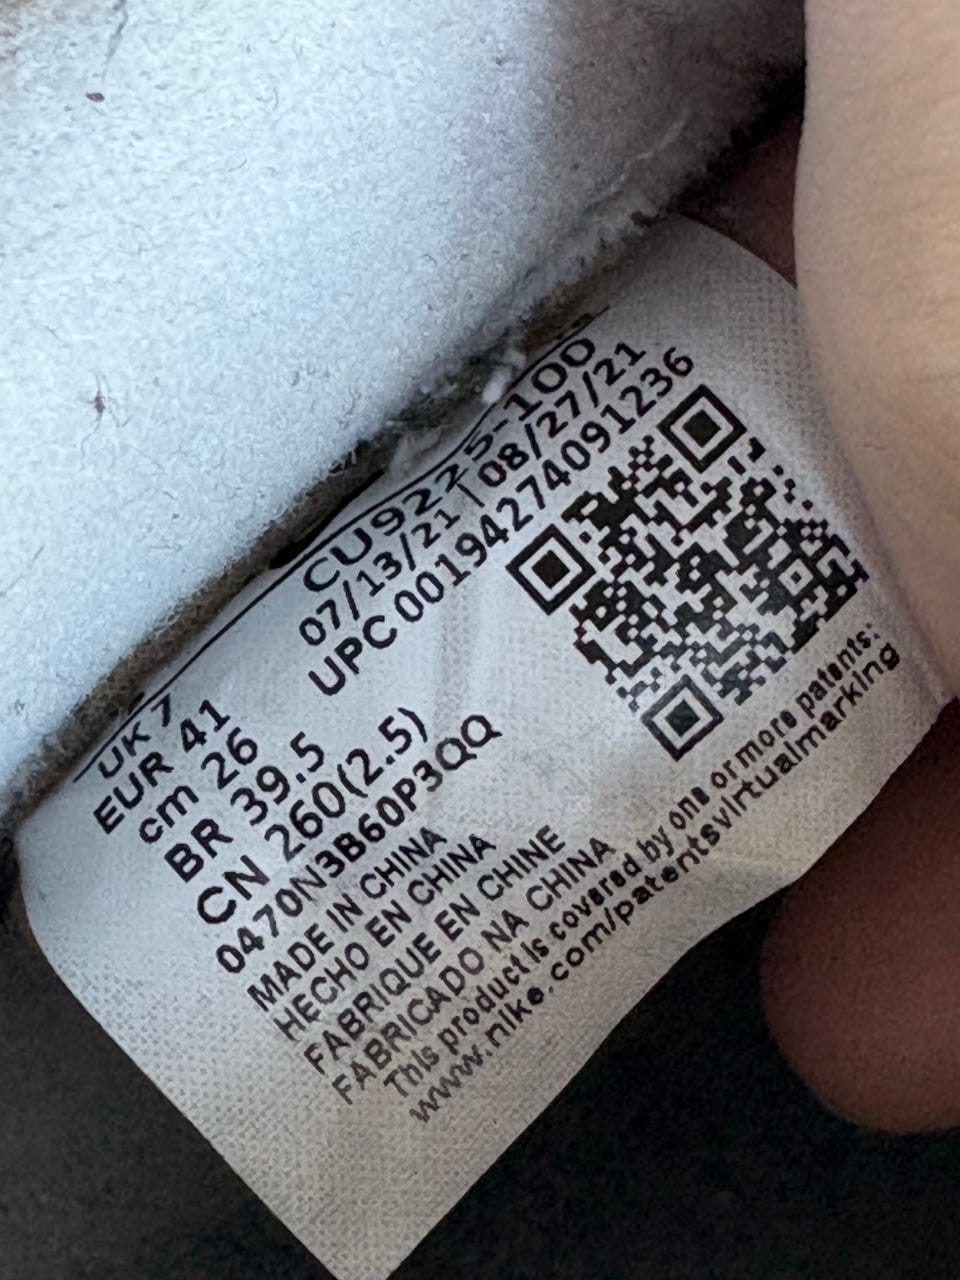 CU9225-100
07/13/21 | 08/27/21
UPC 00194274091236
UK 7
EUR 41
cm 26
BR 39.5
CN 260(2.5)
0470N3B60P3QQ
MADE IN CHINA
HECHO EN CHINA
FABRIQUE EN CHINE
FABRICADO NA CHINA
This product is covered by one or more patents:
www.nike.com/patentsvirtualmarking